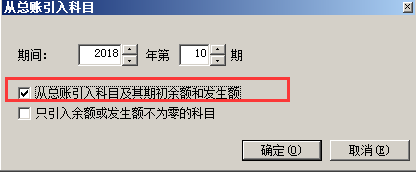 从总账引入科目
期间: 2018 年第 10 期
从总账引入科目及其期初余额和发生额
只引入余额或发生额不为零的科目
确定(O) 取消(E)